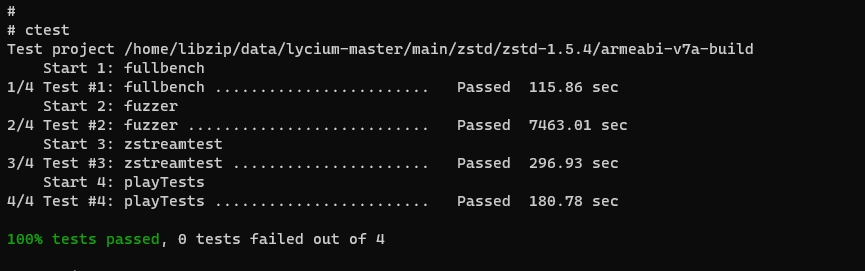 #
# ctest
Test project /home/libzip/data/lycium-master/main/zstd/zstd-1.5.4/armeabi-v7a-build
    Start 1: fullbench
1/4 Test #1: fullbench ........................   Passed  115.86 sec
    Start 2: fuzzer
2/4 Test #2: fuzzer ...........................   Passed  7463.01 sec
    Start 3: zstreamtest
3/4 Test #3: zstreamtest ......................   Passed  296.93 sec
    Start 4: playTests
4/4 Test #4: playTests ........................   Passed  180.78 sec

100% tests passed, 0 tests failed out of 4